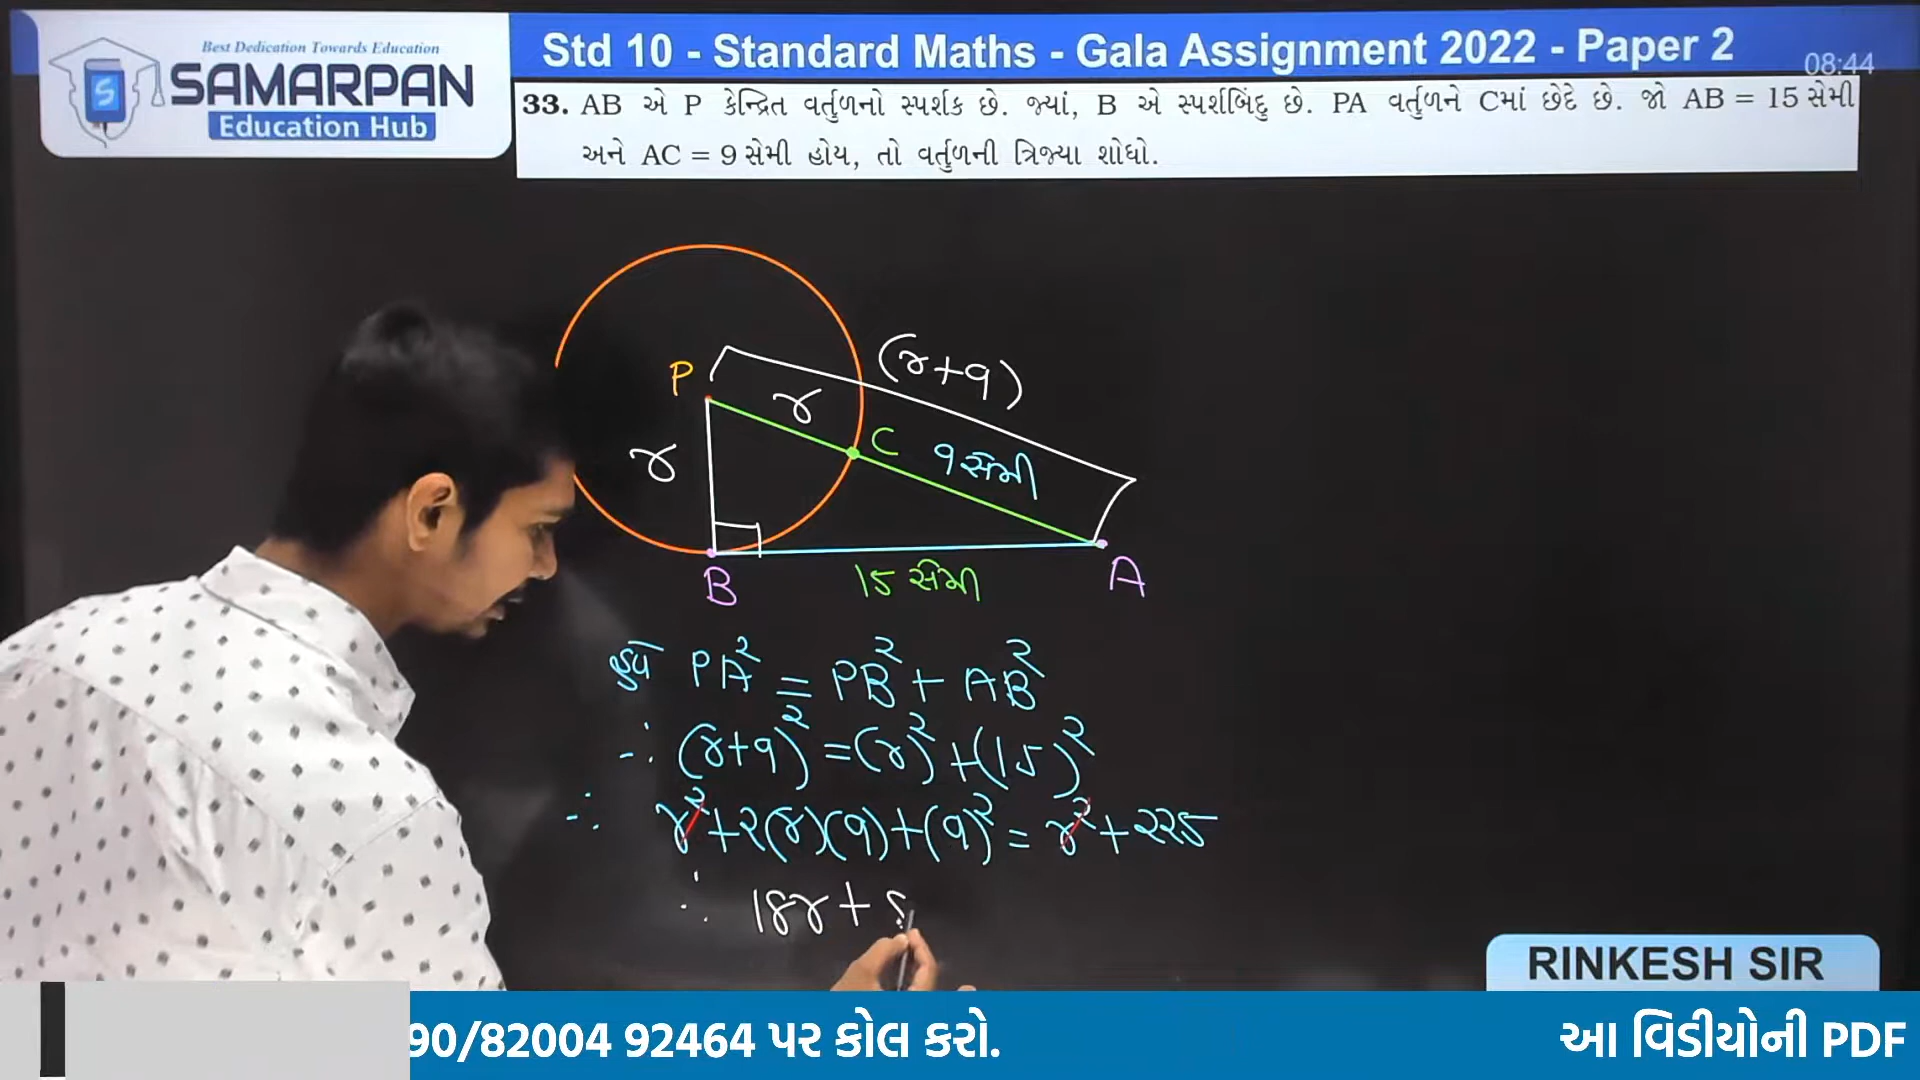 Best Dedication Towards Education
SAMARPAN
Education Hub
Std 10 - Standard Maths - Gala Assignment 2022 - Paper 2
08:44
33. AB એ P કેન્દ્રિત વર્તુળનો સ્પર્શક છે. જ્યાં, B એ સ્પર્શબિંદુ છે. PA વર્તુળને Cમાં છેદે છે. જો AB = 15 સેમી
અને AC = 9 સેમી હોય, તો વર્તુળની ત્રિજ્યા શોધો.
(r+9)
P
r
C
9 સેમી
r
B
15 સેમી
A
હવે PA² = PB² + AB²
∴ (r+9)² = (r)² + (15)²
∴ r² + 2(r)(9) + (9)² = r² + 225
∴ 18r + 8
RINKESH SIR
90/82004 92464 પર કોલ કરો.
આ વિડીયોની PDF